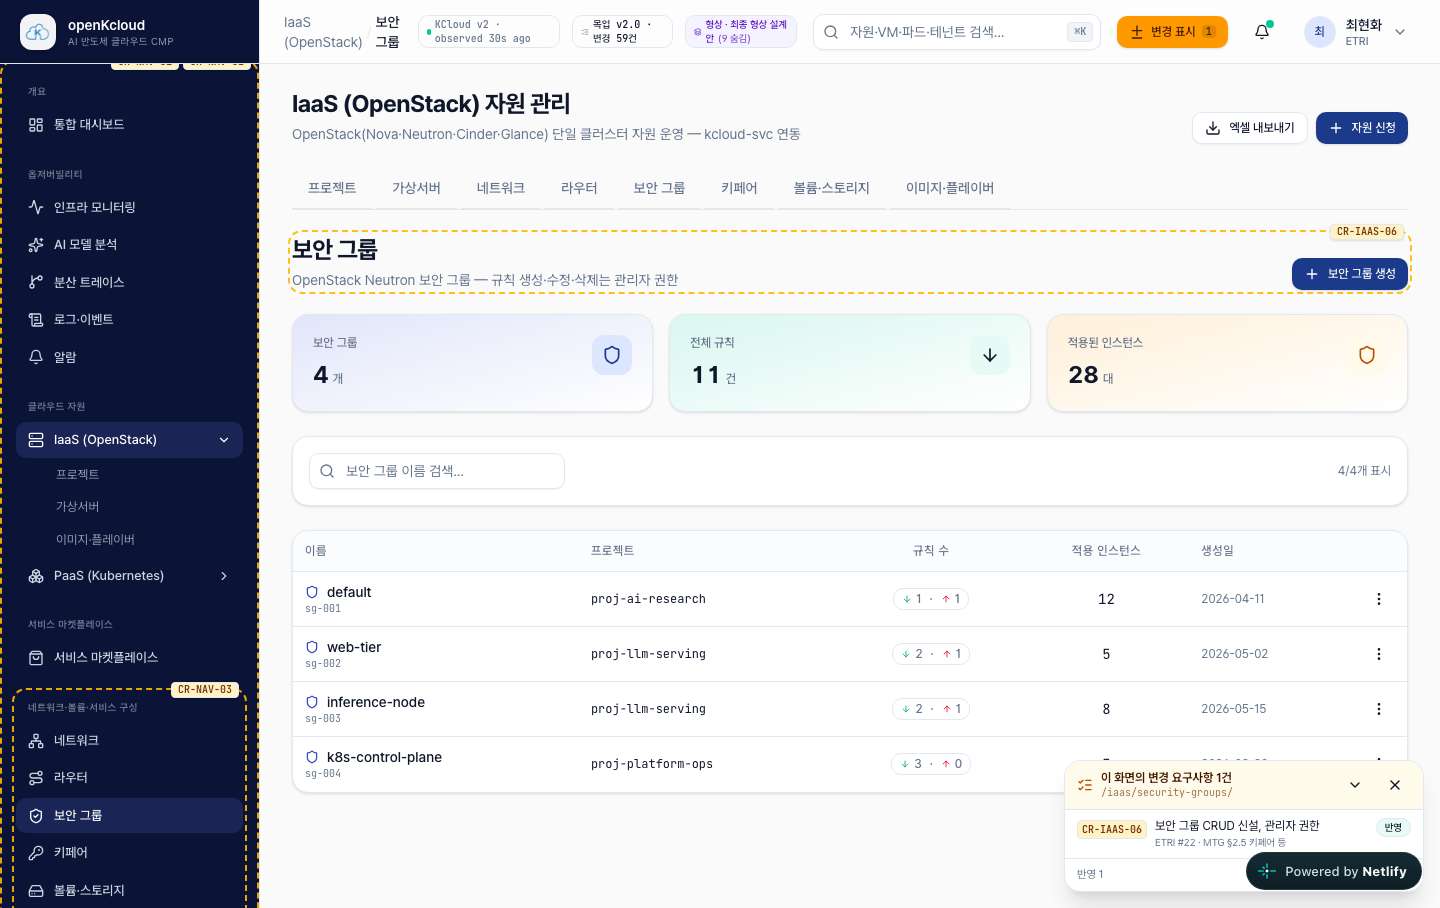 openKcloud
AI 반도체 클라우드 CMP
개요
통합 대시보드
옵저버빌리티
인프라 모니터링
AI 모델 분석
분산 트레이스
로그·이벤트
알람
클라우드 자원
IaaS (OpenStack)
프로젝트
가상서버
이미지·플레이버
PaaS (Kubernetes)
서비스 마켓플레이스
서비스 마켓플레이스
CR-NAV-03
네트워크·볼륨·서비스 구성
네트워크
라우터
보안 그룹
키페어
볼륨·스토리지
IaaS (OpenStack) / 보안 그룹
KCloud v2 · observed 30s ago
목업 v2.0 · 변경 59건
형상 · 최종 형상 설계안 (9 숨김)
자원·VM·파드·테넌트 검색...
⌘K
변경 표시 1
최
최현화
ETRI
IaaS (OpenStack) 자원 관리
OpenStack(Nova·Neutron·Cinder·Glance) 단일 클러스터 자원 운영 — kcloud-svc 연동
엑셀 내보내기
자원 신청
프로젝트 가상서버 네트워크 라우터 보안 그룹 키페어 볼륨·스토리지 이미지·플레이버
CR-IAAS-06
보안 그룹
OpenStack Neutron 보안 그룹 — 규칙 생성·수정·삭제는 관리자 권한
보안 그룹 생성
보안 그룹
4 개
전체 규칙
11 건
적용된 인스턴스
28 대
보안 그룹 이름 검색...
4/4개 표시
이름 프로젝트 규칙 수 적용 인스턴스 생성일
default proj-ai-research ↓ 1 · ↑ 1 12 2026-04-11
sg-001
web-tier proj-llm-serving ↓ 2 · ↑ 1 5 2026-05-02
sg-002
inference-node proj-llm-serving ↓ 2 · ↑ 1 8 2026-05-15
sg-003
k8s-control-plane proj-platform-ops ↓ 3 · ↑ 0
sg-004
이 화면의 변경 요구사항 1건
/iaas/security-groups/
CR-IAAS-06 보안 그룹 CRUD 신설, 관리자 권한 반영
ETRI #22 · MTG §2.5 키페어 등
반영 1
Powered by Netlify